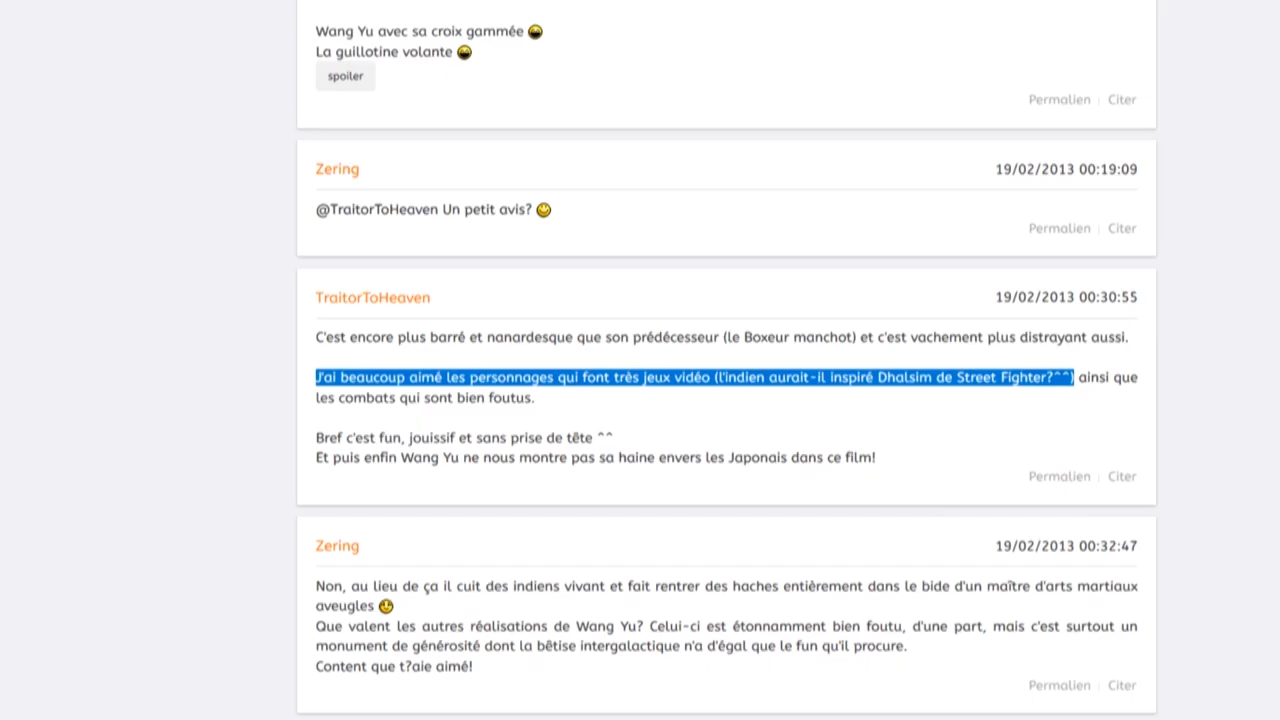 Wang Yu avec sa croix gammée
La guillotine volante
spoiler
Permalien | Citer
Zering 19/02/2013 00:19:09
@TraitorToHeaven Un petit avis?
Permalien | Citer
TraitorToHeaven 19/02/2013 00:30:55
C'est encore plus barré et nanardesque que son prédécesseur (le Boxeur manchot) et c'est vachement plus distrayant aussi.
J'ai beaucoup aimé les personnages qui font très jeux vidéo (l'indien aurait-il inspiré Dhalsim de Street Fighter?^^) ainsi que
les combats qui sont bien foutus.
Bref c'est fun, jouissif et sans prise de tête ^^
Et puis enfin Wang Yu ne nous montre pas sa haine envers les Japonais dans ce film!
Permalien | Citer
Zering 19/02/2013 00:32:47
Non, au lieu de ça il cuit des indiens vivant et fait rentrer des haches entièrement dans le bide d'un maître d'arts martiaux
aveugles
Que valent les autres réalisations de Wang Yu? Celui-ci est étonnamment bien foutu, d'une part, mais c'est surtout un
monument de générosité dont la bêtise intergalactique n'a d'égal que le fun qu'il procure.
Content que t?aie aimé!
Permalien | Citer